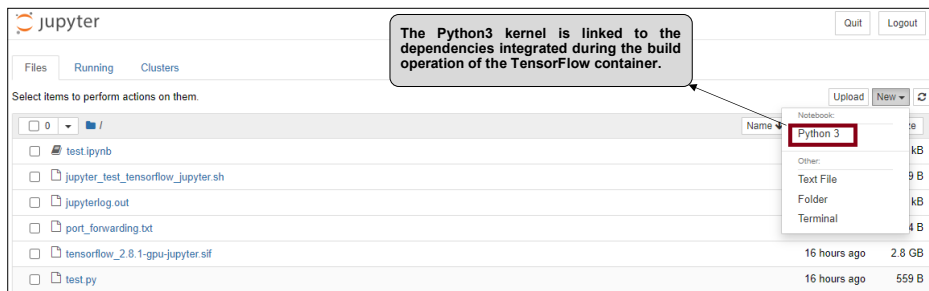 jupyter
Quit Logout
The Python3 kernel is linked to the
dependencies integrated during the build
operation of the TensorFlow container.
Files Running Clusters
Select items to perform actions on them.
Upload New
0 /
Name
Notebook:
Python 3
Other:
Text File
Folder
Terminal
test.ipynb kB
jupyter_test_tensorflow_jupyter.sh 9 B
jupyterlog.out kB
port_forwarding.txt 4 B
tensorflow_2.8.1-gpu-jupyter.sif 16 hours ago 2.8 GB
test.py 16 hours ago 559 B